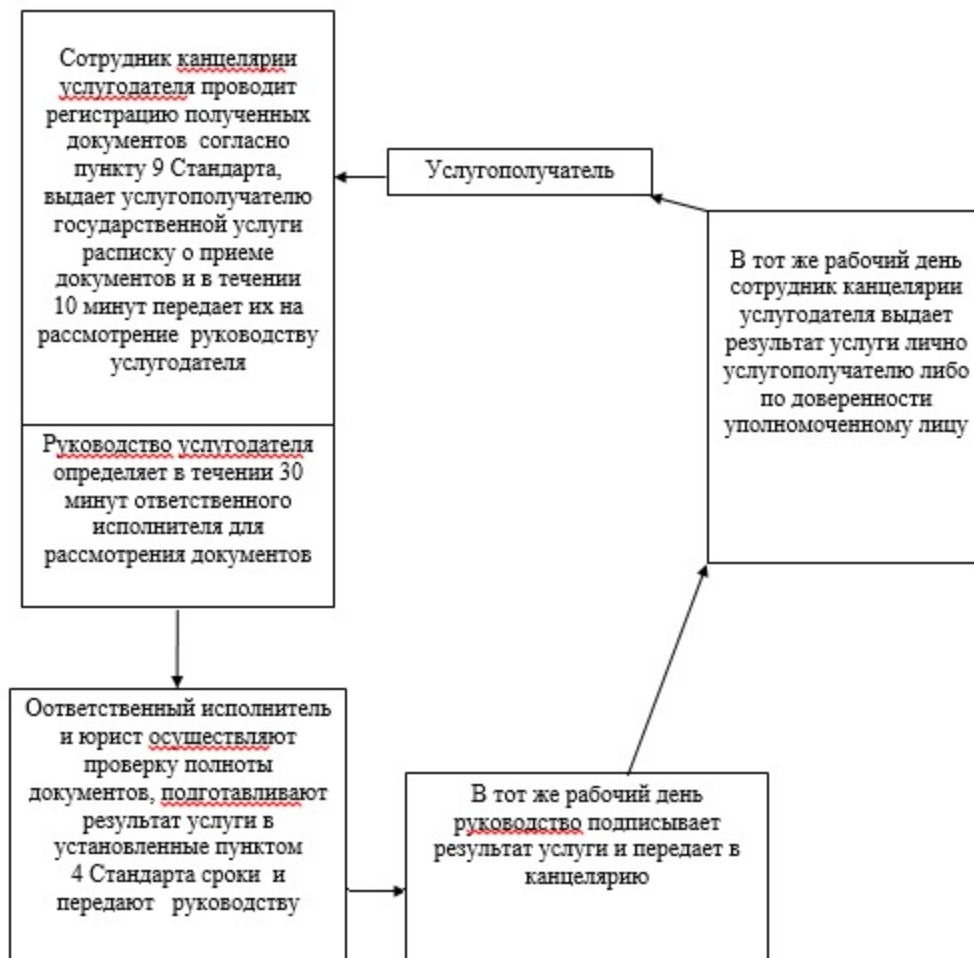 Сотрудник канцелярии
услугодателя проводит
регистрацию полученных
документов согласно
пункту 9 Стандарта,
выдает услугополучателю
государственной услуги
расписку о приеме
документов и в течении
10 минут передает их на
рассмотрение руководству
услугодателя
Услугополучатель
В тот же рабочий день
сотрудник канцелярии
услугодателя выдает
результат услуги лично
услугополучателю либо
по доверенности
уполномоченному лицу
Руководство услугодателя
определяет в течении 30
минут ответственного
исполнителя для
рассмотрения документов
Оответственный исполнитель
и юрист осуществляют
проверку полноты
документов, подготавливают
результат услуги в
установленные пунктом
4 Стандарта сроки и
передают руководству
В тот же рабочий день
руководство подписывает
результат услуги и передает в
канцелярию